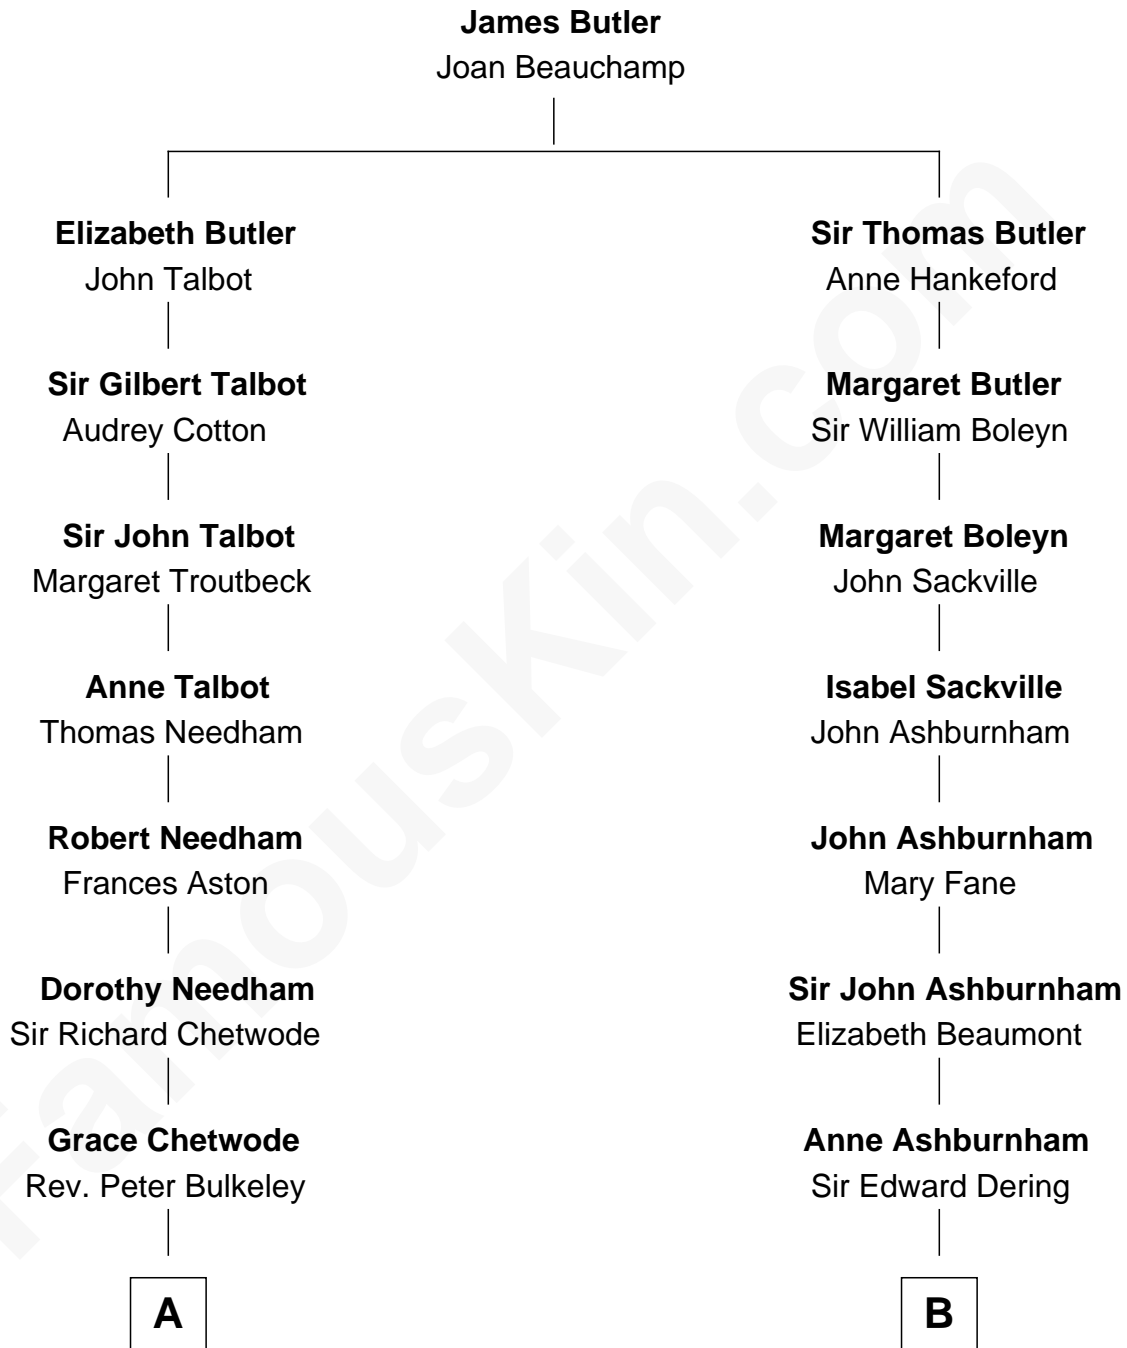 James Butler
Joan Beauchamp
Elizabeth Butler
John Talbot
Sir Gilbert Talbot
Audrey Cotton
Sir John Talbot
Margaret Troutbeck
Anne Talbot
Thomas Needham
Robert Needham
Frances Aston
Dorothy Needham
Sir Richard Chetwode
Grace Chetwode
Rev. Peter Bulkeley
A
Sir Thomas Butler
Anne Hankeford
Margaret Butler
Sir William Boleyn
Margaret Boleyn
John Sackville
Isabel Sackville
John Ashburnham
John Ashburnham
Mary Fane
Sir John Ashburnham
Elizabeth Beaumont
Anne Ashburnham
Sir Edward Dering
B
FamousKin.com